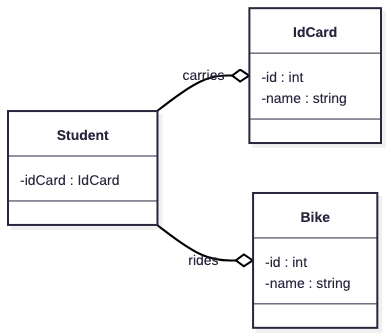 IdCard
-id : int
-name : string
carries
Student
-idCard : IdCard
rides
Bike
-id : int
-name : string